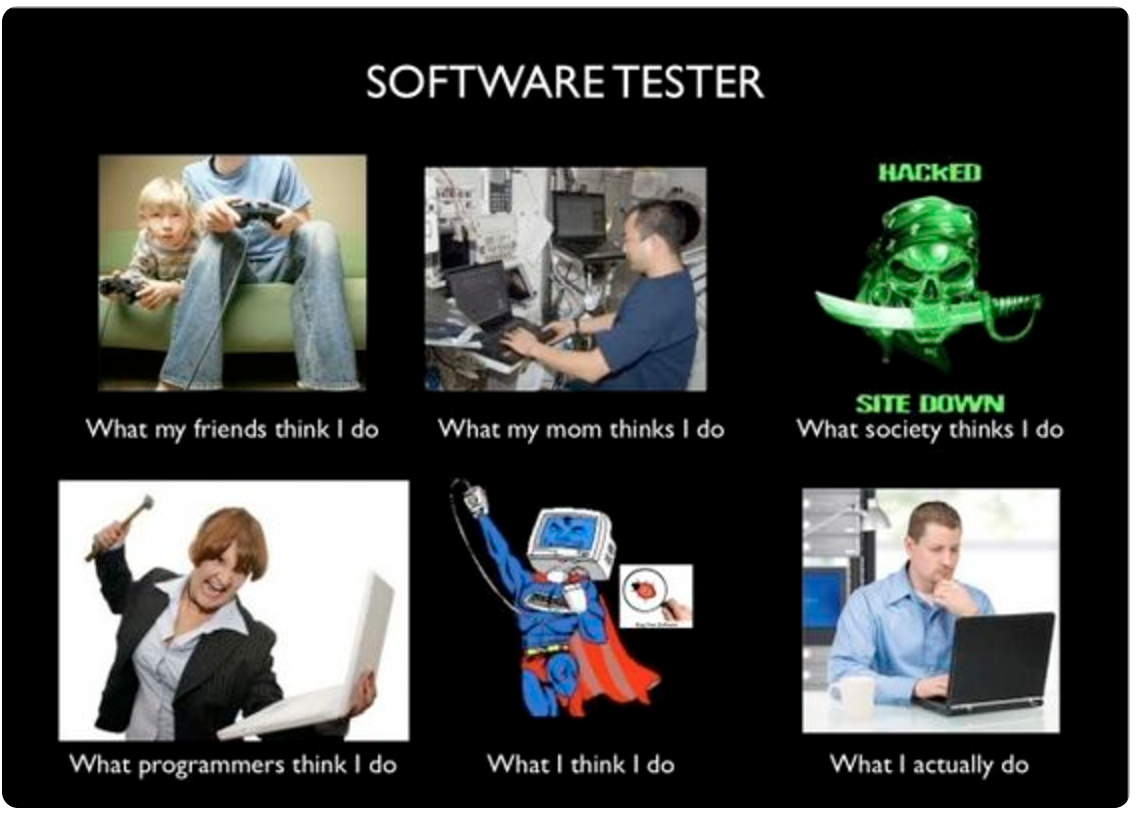 SOFTWARE TESTER
HACKED
SITE DOWN
What my friends think I do
What my mom thinks I do
What society thinks I do
What programmers think I do
What I think I do
What I actually do